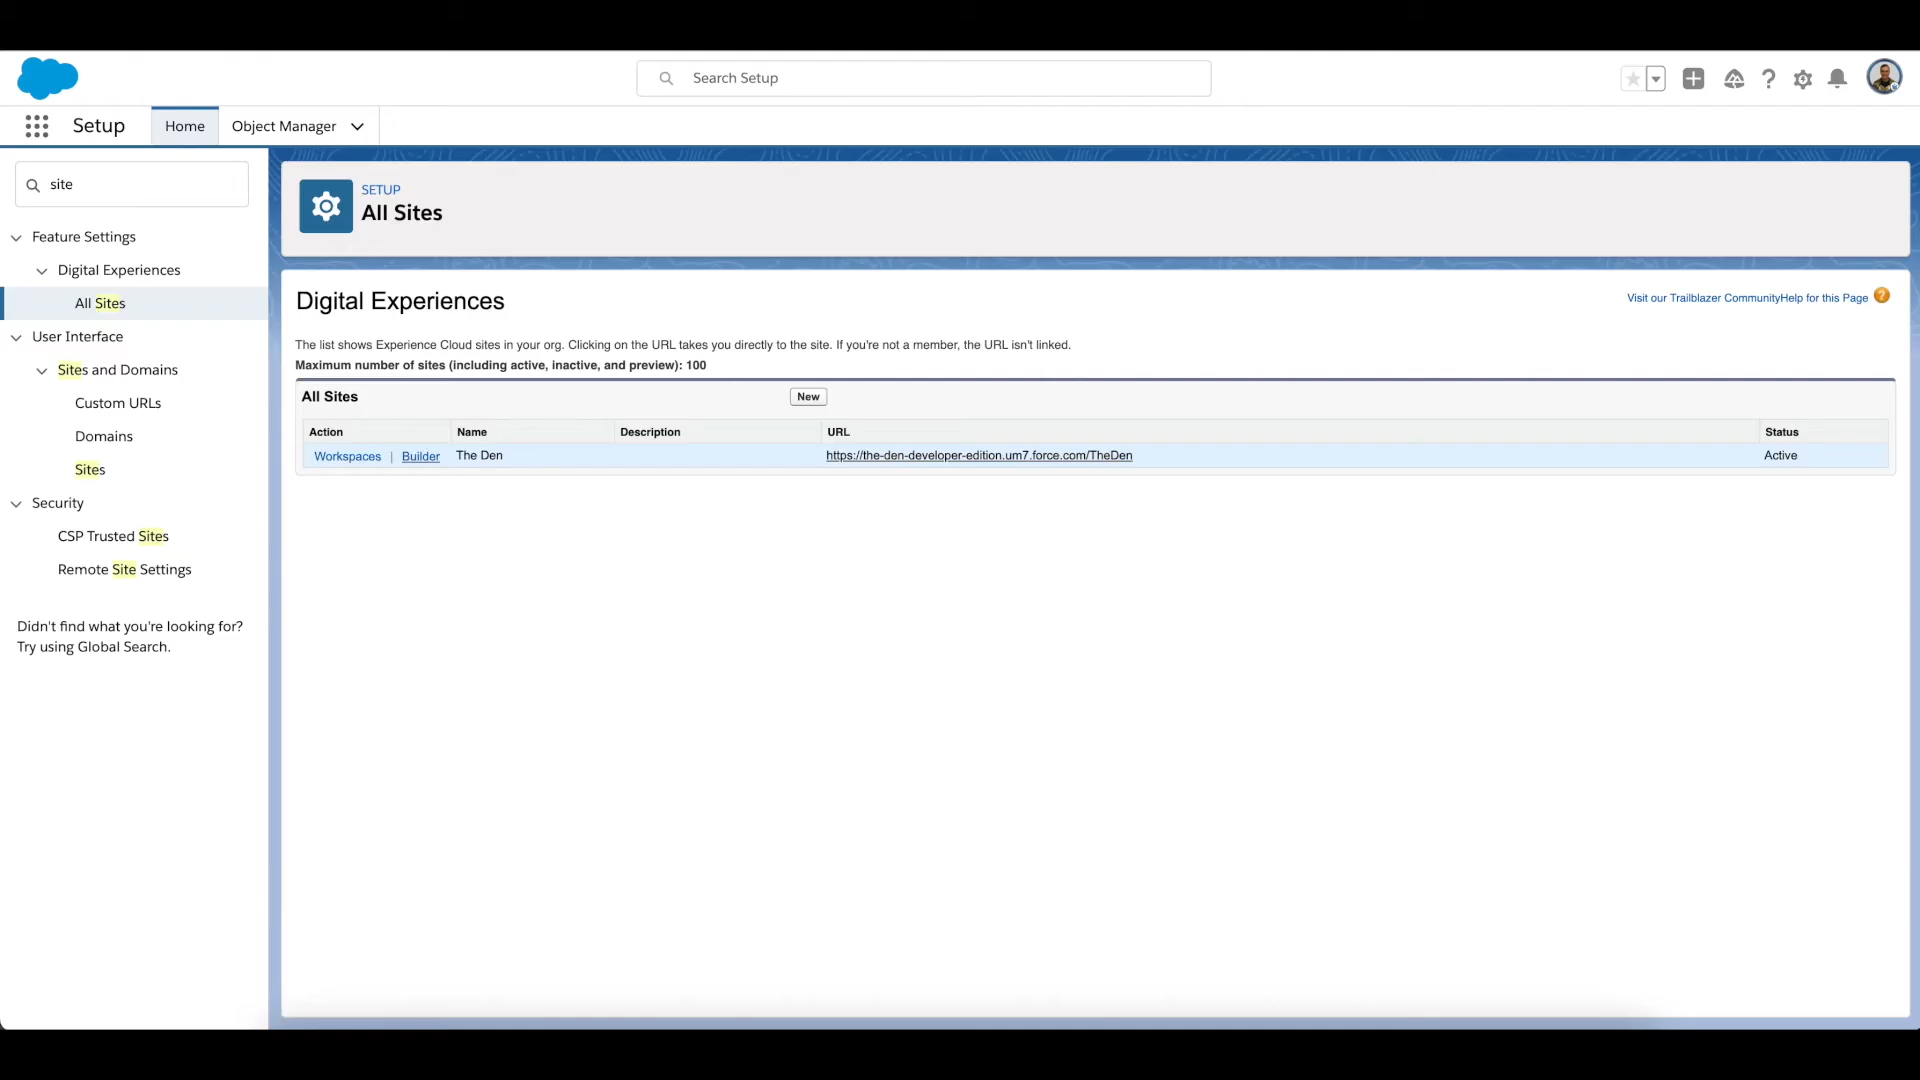 Search Setup
Setup
Home
Object Manager
site
Feature Settings
Digital Experiences
All Sites
User Interface
Sites and Domains
Custom URLs
Domains
Sites
Security
CSP Trusted Sites
Remote Site Settings
Didn't find what you're looking for?
Try using Global Search.
SETUP
All Sites
Digital Experiences
Visit our Trailblazer Community Help for this Page
The list shows Experience Cloud sites in your org. Clicking on the URL takes you directly to the site. If you're not a member, the URL isn't linked.
Maximum number of sites (including active, inactive, and preview): 100
All Sites New
Action Name Description URL Status
Workspaces | Builder The Den https://the-den-developer-edition.um7.force.com/TheDen Active